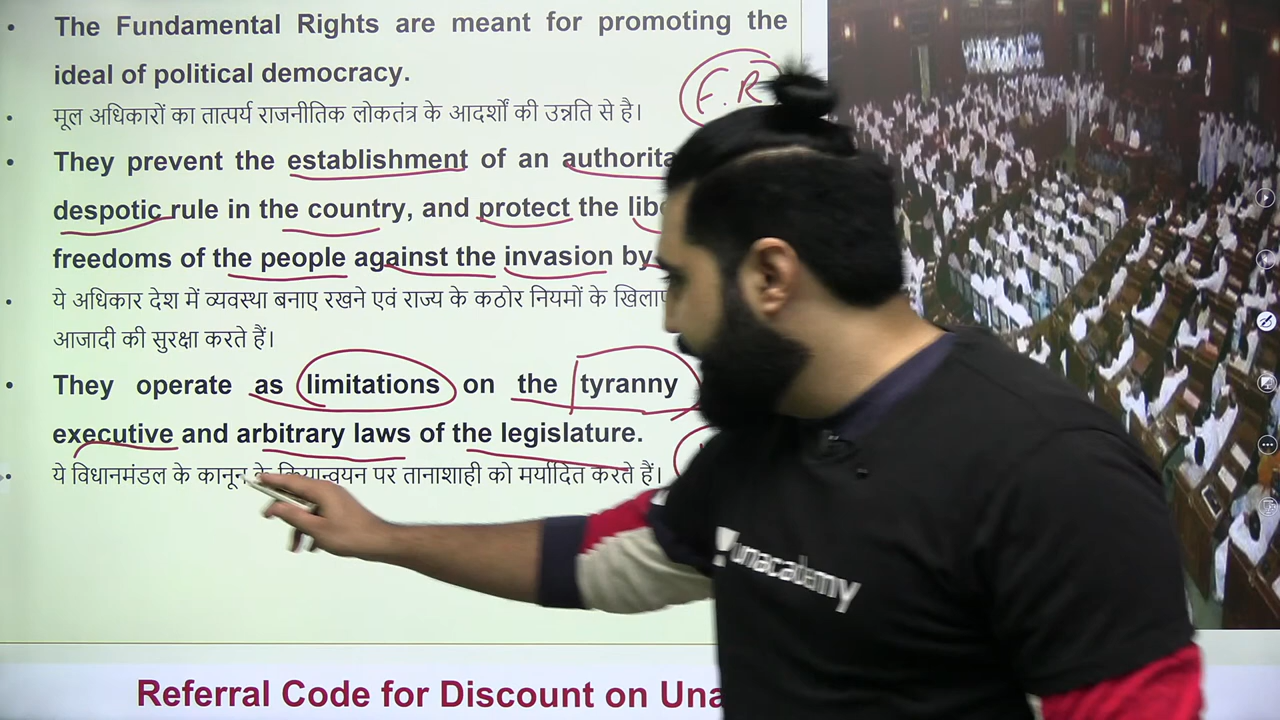 The Fundamental Rights are meant for promoting the
ideal of political democracy.
F.R
मूल अधिकारों का तात्पर्य राजनीतिक लोकतंत्र के आदर्शों की उन्नति से है।
They prevent the establishment of an
despotic rule in the country, and protect the
freedoms of the people against the invasion by
ये अधिकार देश में व्यवस्था बनाए रखने एवं राज्य के कठोर नियमों के
आजादी की सुरक्षा करते हैं।
They operate as limitations on the tyranny
executive and arbitrary laws of the legislature.
ये विधानमंडल के कानून के क्रियान्वयन पर तानाशाही को मर्यादित करते हैं।
unacademy
Referral Code for Discount on